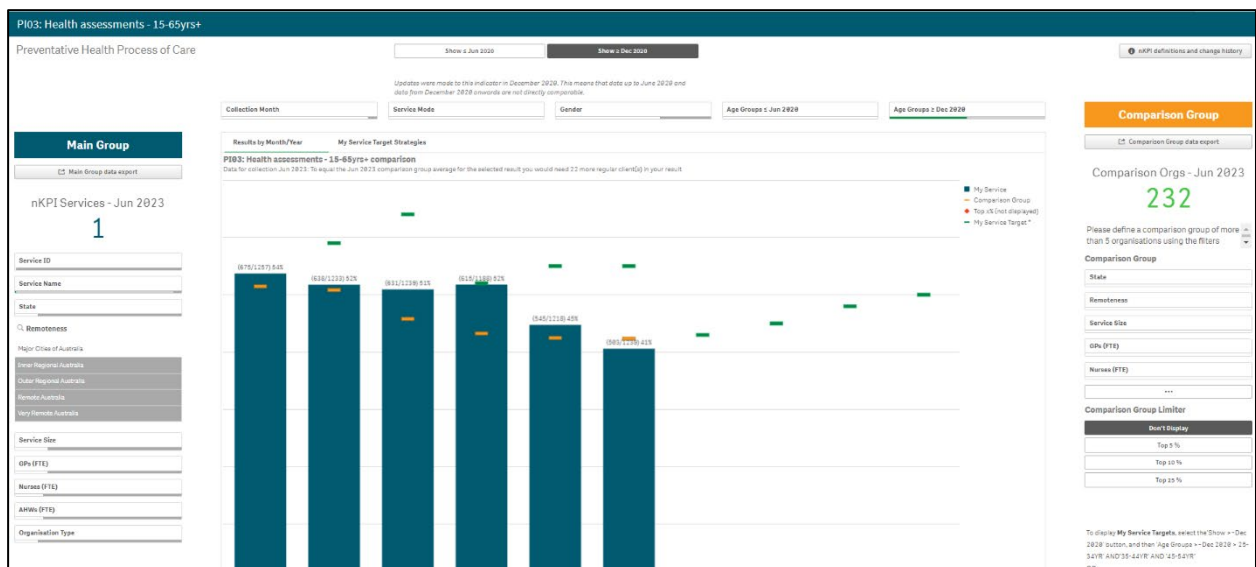 PI03: Health assessments - 15-65yrs+
Preventative Health Process of Care
Show ≤ Jun 2020
Show ≥ Dec 2020
nKPI definitions and change history
Updates were made to this indicator in December 2020. This means that data up to June 2020 and
data from December 2020 onwards are not directly comparable.
Collection Month
Service Mode
Gender
Age Groups ≤ Jun 2020
Age Groups ≥ Dec 2020
Main Group
Main Group data export
nKPI Services - Jun 2023
1
Service ID
Service Name
State
Remoteness
Major Cities of Australia
Inner Regional Australia
Outer Regional Australia
Remote Australia
Very Remote Australia
Service Size
GPs (FTE)
Nurses (FTE)
AHWs (FTE)
Organisation Type
Results by Month/Year
My Service Target Strategies
PI03: Health assessments - 15-65yrs+ comparison
Data for collection Jun 2023: To equal the Jun 2023 comparison group average for the selected result you would need 22 more regular client(s) in your result
(675/1257) 54%
(638/1233) 52%
(631/1239) 51%
(615/1188) 52%
(545/1218) 45%
41%
My Service
Comparison Group
Top x% (not displayed)
My Service Target *
Comparison Group
Comparison Group data export
Comparison Orgs - Jun 2023
232
Please define a comparison group of more
than 5 organisations using the filters
Comparison Group
State
Remoteness
Service Size
GPs (FTE)
Nurses (FTE)
...
Comparison Group Limiter
Don't Display
Top 5 %
Top 10 %
Top 25 %
To display My Service Targets, select the 'Show >=Dec
2020' button, and then 'Age Groups >=Dec 2020 > 25-
34YR' AND '35-44YR' AND '45-54YR'